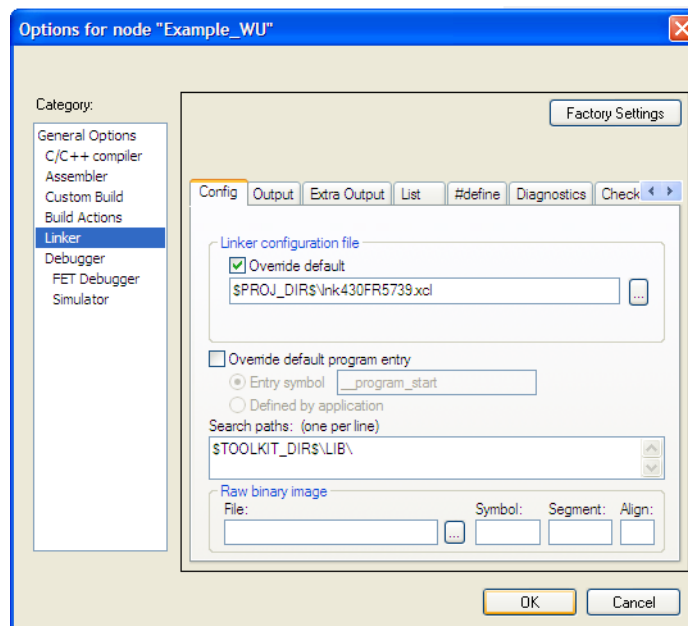 Options for node "Example_WU"
Category:
Factory Settings
General Options
C/C++ compiler
Assembler
Custom Build
Build Actions
Linker
Debugger
FET Debugger
Simulator
Config Output Extra Output List #define Diagnostics Check
Linker configuration file
Override default
$PROJ_DIR$\lnk430FR5739.xcl
...
Override default program entry
Entry symbol __program_start
Defined by application
Search paths: (one per line)
$TOOLKIT_DIR$\LIB\
Raw binary image
File: Symbol: Segment: Align:
...
OK Cancel